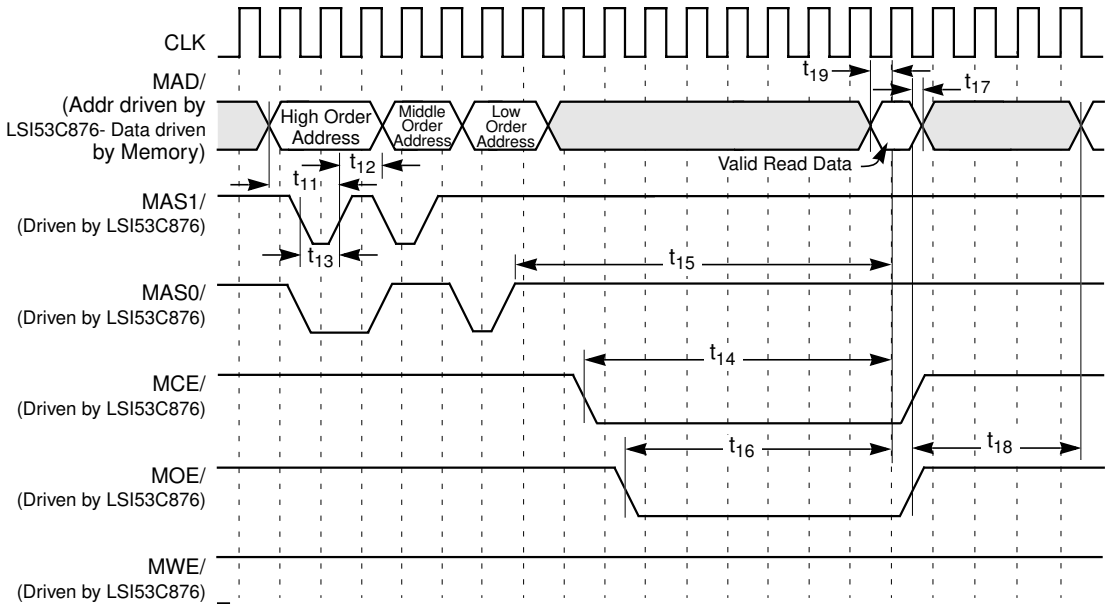 CLK
t19
t17
MAD/
(Addr driven by
LSI53C876- Data driven
by Memory)
High Order
Address
Middle
Order
Address
Low
Order
Address
Valid Read Data
t12
t11
MAS1/
(Driven by LSI53C876)
t13
t15
MAS0/
(Driven by LSI53C876)
t14
MCE/
(Driven by LSI53C876)
t16
t18
MOE/
(Driven by LSI53C876)
MWE/
(Driven by LSI53C876)